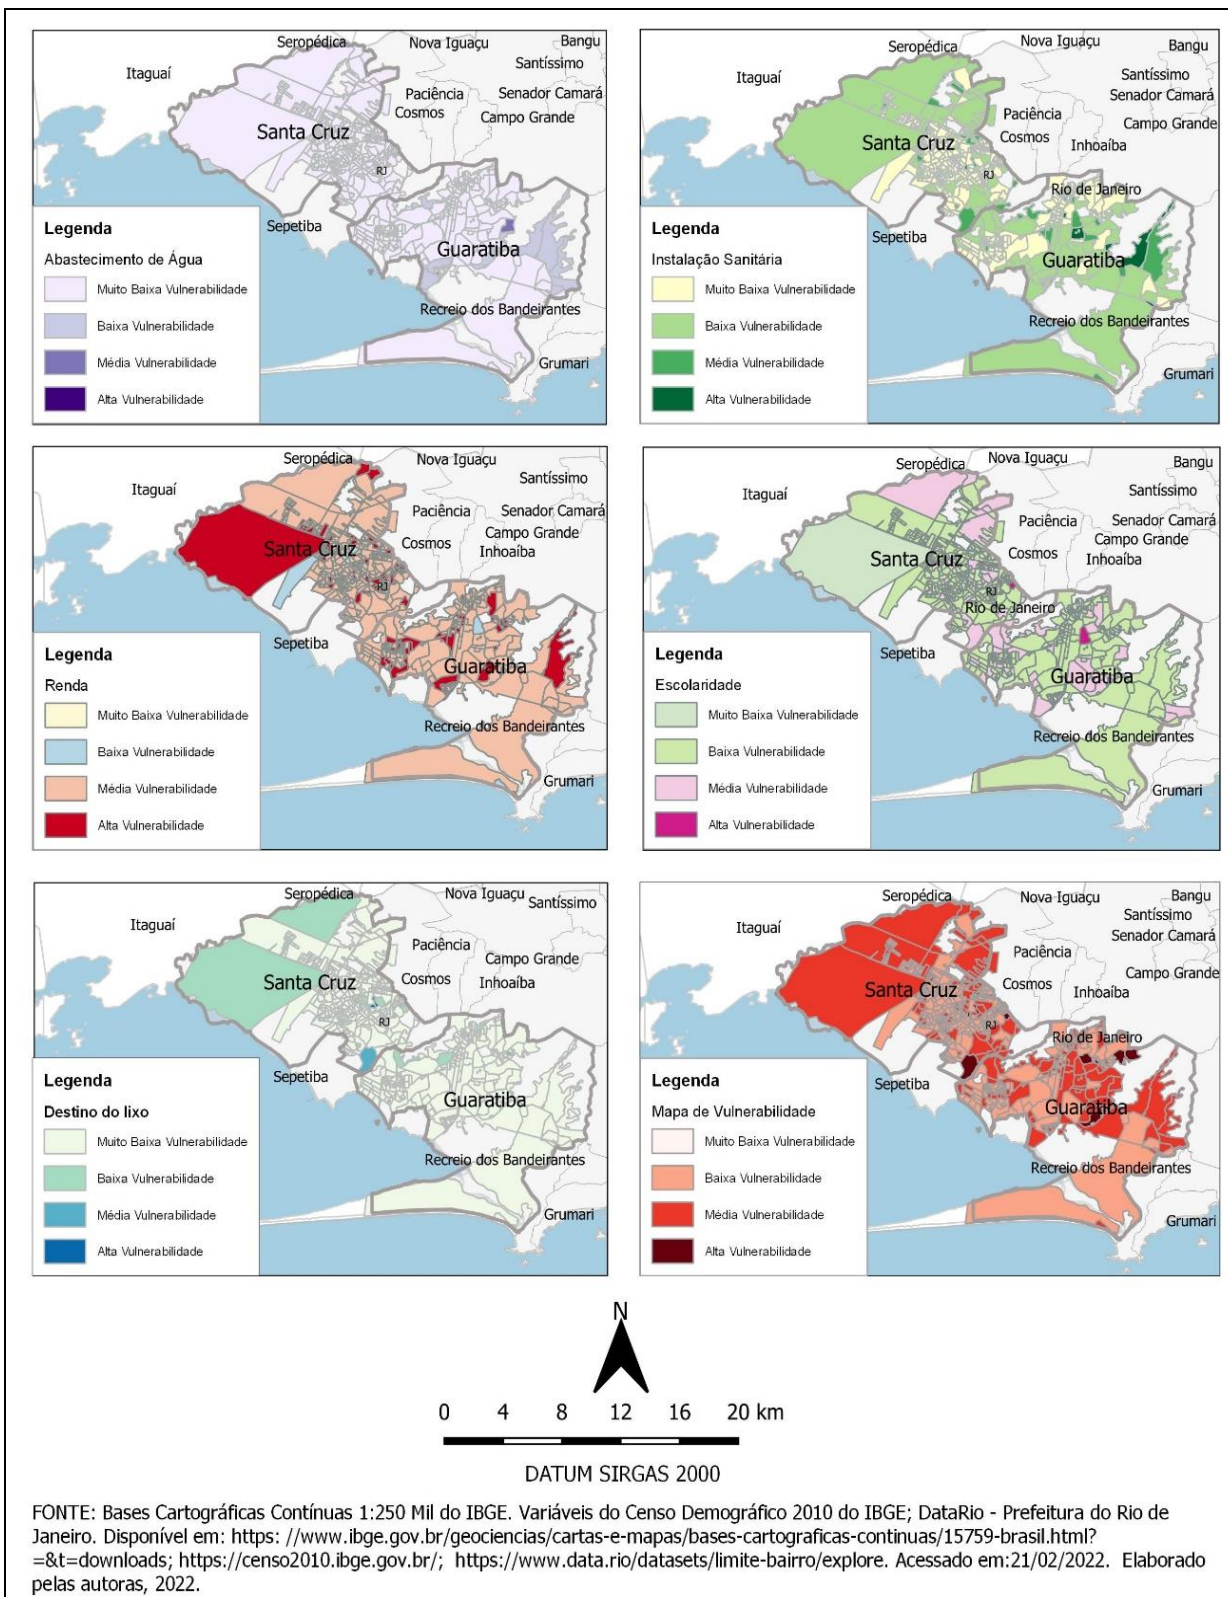 Seropédica
Nova Iguaçu
Bangu
Itaguaí
Santíssimo
Paciência
Senador Camará
Cosmos
Campo Grande
Santa Cruz
RJ
Sepetiba
Guaratiba
Recreio dos Bandeirantes
Grumari
Legenda
Abastecimento de Água
Muito Baixa Vulnerabilidade
Baixa Vulnerabilidade
Média Vulnerabilidade
Alta Vulnerabilidade
Seropédica
Nova Iguaçu
Bangu
Itaguaí
Santíssimo
Senador Camará
Paciência
Campo Grande
Cosmos
Inhoaíba
Santa Cruz
RJ
Rio de Janeiro
Sepetiba
Guaratiba
Recreio dos Bandeirantes
Grumari
Legenda
Instalação Sanitária
Muito Baixa Vulnerabilidade
Baixa Vulnerabilidade
Média Vulnerabilidade
Alta Vulnerabilidade
Seropédica
Nova Iguaçu
Santíssimo
Itaguaí
Paciência
Senador Camará
Campo Grande
Cosmos
Inhoaíba
Santa Cruz
RJ
Sepetiba
Guaratiba
Recreio dos Bandeirantes
Grumari
Legenda
Renda
Muito Baixa Vulnerabilidade
Baixa Vulnerabilidade
Média Vulnerabilidade
Alta Vulnerabilidade
Seropédica
Nova Iguaçu
Bangu
Itaguaí
Santíssimo
Paciência
Senador Camará
Campo Grande
Cosmos
Inhoaíba
Santa Cruz
RJ
Rio de Janeiro
Sepetiba
Guaratiba
Recreio dos Bandeirantes
Grumari
Legenda
Escolaridade
Muito Baixa Vulnerabilidade
Baixa Vulnerabilidade
Média Vulnerabilidade
Alta Vulnerabilidade
Seropédica
Nova Iguaçu
Santíssimo
Itaguaí
Paciência
Campo Grande
Cosmos
Inhoaíba
Santa Cruz
RJ
Sepetiba
Guaratiba
Recreio dos Bandeirantes
Grumari
Legenda
Destino do lixo
Muito Baixa Vulnerabilidade
Baixa Vulnerabilidade
Média Vulnerabilidade
Alta Vulnerabilidade
Seropédica
Nova Iguaçu
Bangu
Santíssimo
Itaguaí
Senador Camará
Paciência
Campo Grande
Cosmos
Inhoaíba
Santa Cruz
RJ
Rio de Janeiro
Sepetiba
Guaratiba
Recreio dos Bandeirantes
Grumari
Legenda
Mapa de Vulnerabilidade
Muito Baixa Vulnerabilidade
Baixa Vulnerabilidade
Média Vulnerabilidade
Alta Vulnerabilidade
N
0 4 8 12 16 20 km
DATUM SIRGAS 2000
FONTE: Bases Cartográficas Contínuas 1:250 Mil do IBGE. Variáveis do Censo Demográfico 2010 do IBGE; DataRio - Prefeitura do Rio de
Janeiro. Disponível em: https: //www.ibge.gov.br/geociencias/cartas-e-mapas/bases-cartograficas-continuas/15759-brasil.html?
=&t=downloads; https://censo2010.ibge.gov.br/; https://www.data.rio/datasets/limite-bairro/explore. Acessado em:21/02/2022. Elaborado
pelas autoras, 2022.